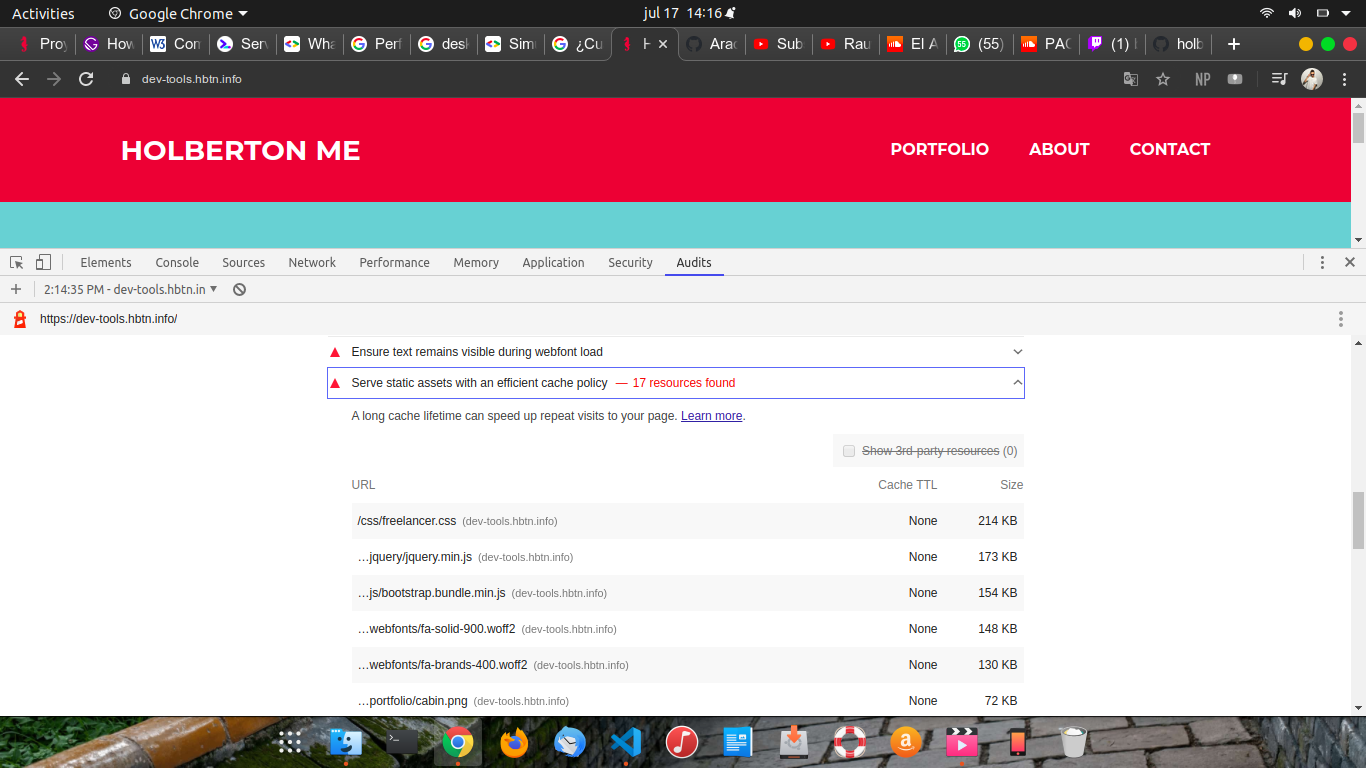 Activities Google Chrome jul 17 14:16
Proy How W3 Com Serv Wha Perf desk Sim ¿Cu H Arac Sub Rau El A 55 (55) PAC (1) holb
dev-tools.hbtn.info NP
HOLBERTON ME PORTFOLIO ABOUT CONTACT
Elements Console Sources Network Performance Memory Application Security Audits
2:14:35 PM - dev-tools.hbtn.in
https://dev-tools.hbtn.info/
Ensure text remains visible during webfont load
Serve static assets with an efficient cache policy — 17 resources found
A long cache lifetime can speed up repeat visits to your page. Learn more.
Show 3rd-party resources (0)
URL Cache TTL Size
/css/freelancer.css (dev-tools.hbtn.info) None 214 KB
…jquery/jquery.min.js (dev-tools.hbtn.info) None 173 KB
…js/bootstrap.bundle.min.js (dev-tools.hbtn.info) None 154 KB
…webfonts/fa-solid-900.woff2 (dev-tools.hbtn.info) None 148 KB
…webfonts/fa-brands-400.woff2 (dev-tools.hbtn.info) None 130 KB
…portfolio/cabin.png (dev-tools.hbtn.info) None 72 KB